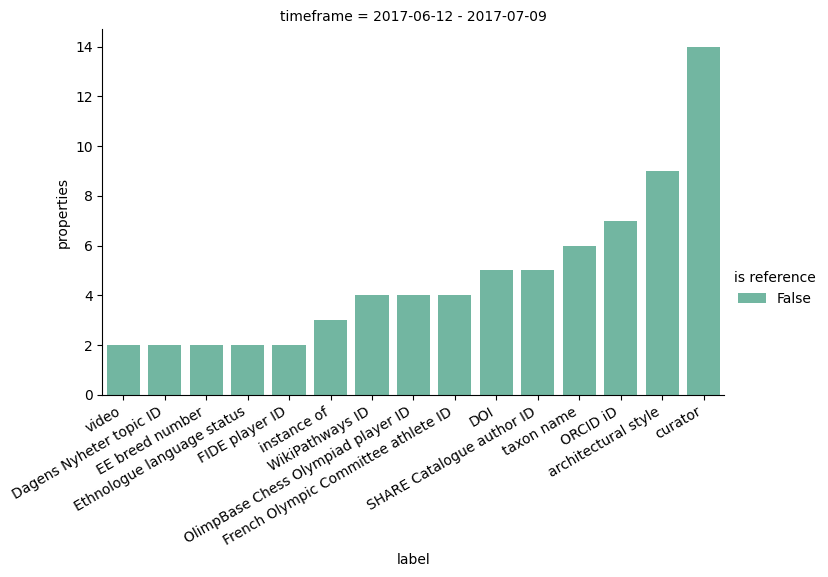 timeframe = 2017-06-12 - 2017-07-09
14
12
10
8
6
4
2
0
properties
is reference
False
video
Dagens Nyheter topic ID
EE breed number
Ethnologue language status
FIDE player ID
instance of
WikiPathways ID
OlimpBase Chess Olympiad player ID
French Olympic Committee athlete ID
DOI
SHARE Catalogue author ID
taxon name
ORCID iD
architectural style
curator
label